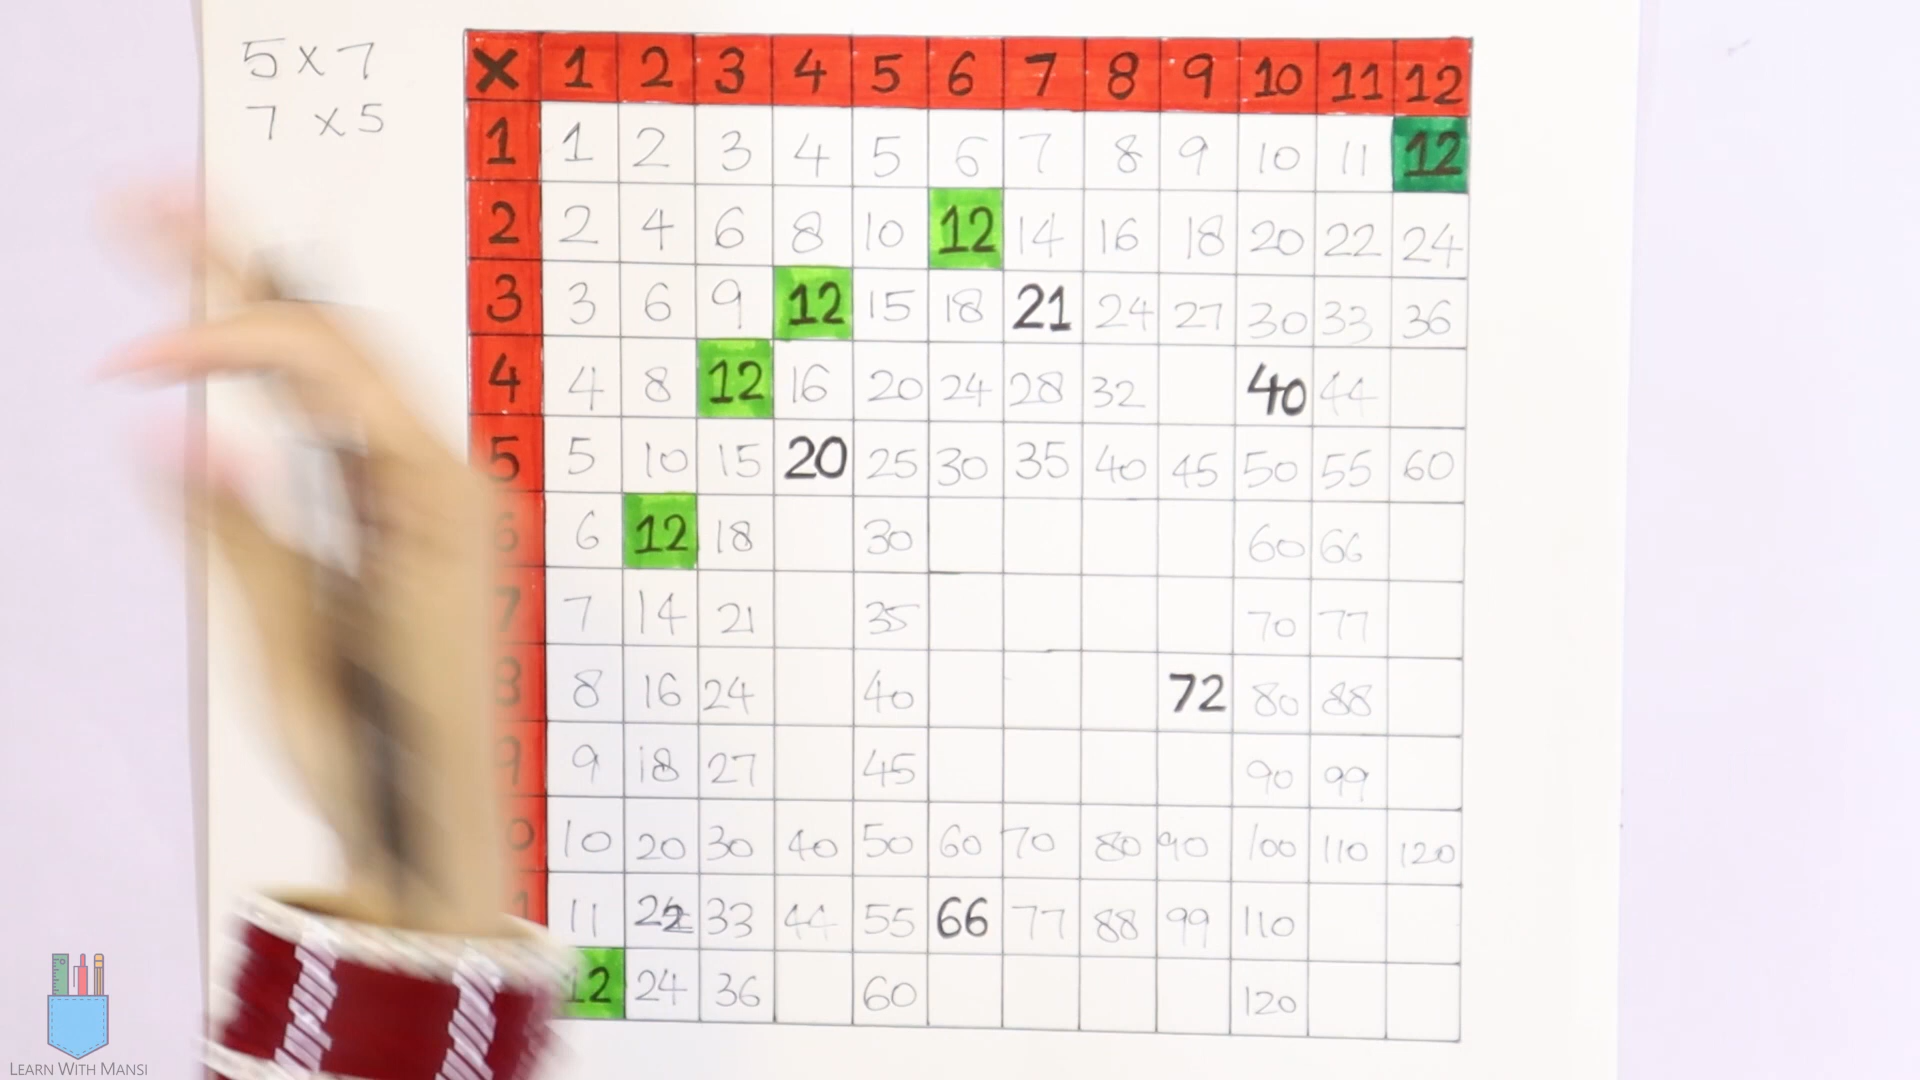 5 x 7
7 x 5
X 1 2 3 4 5 6 7 8 9 10 11 12
1 1 2 3 4 5 6 7 8 9 10 11 12
2 2 4 6 8 10 12 14 16 18 20 22 24
3 3 6 9 12 15 18 21 24 27 30 33 36
4 4 8 12 16 20 24 28 32 40 44
5 5 10 15 20 25 30 35 40 45 50 55 60
6 6 12 18 30 60 66
7 7 14 21 35 70 77
8 8 16 24 40 72 80 88
9 9 18 27 45 90 99
0 10 20 30 40 50 60 70 80 90 100 110 120
1 11 22 33 44 55 66 77 88 99 110
12 24 36 60 120
LEARN WITH MANSI